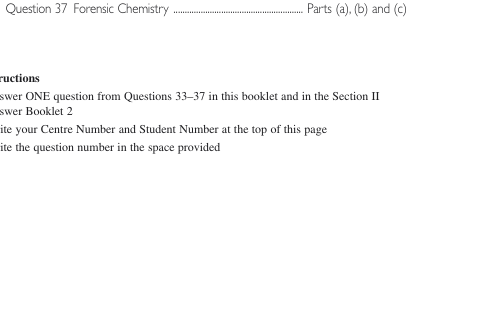 Question 37 Forensic Chemistry ........................................................ Parts (a), (b) and (c)
ructions
swer ONE question from Questions 33–37 in this booklet and in the Section II
swer Booklet 2
ite your Centre Number and Student Number at the top of this page
ite the question number in the space provided